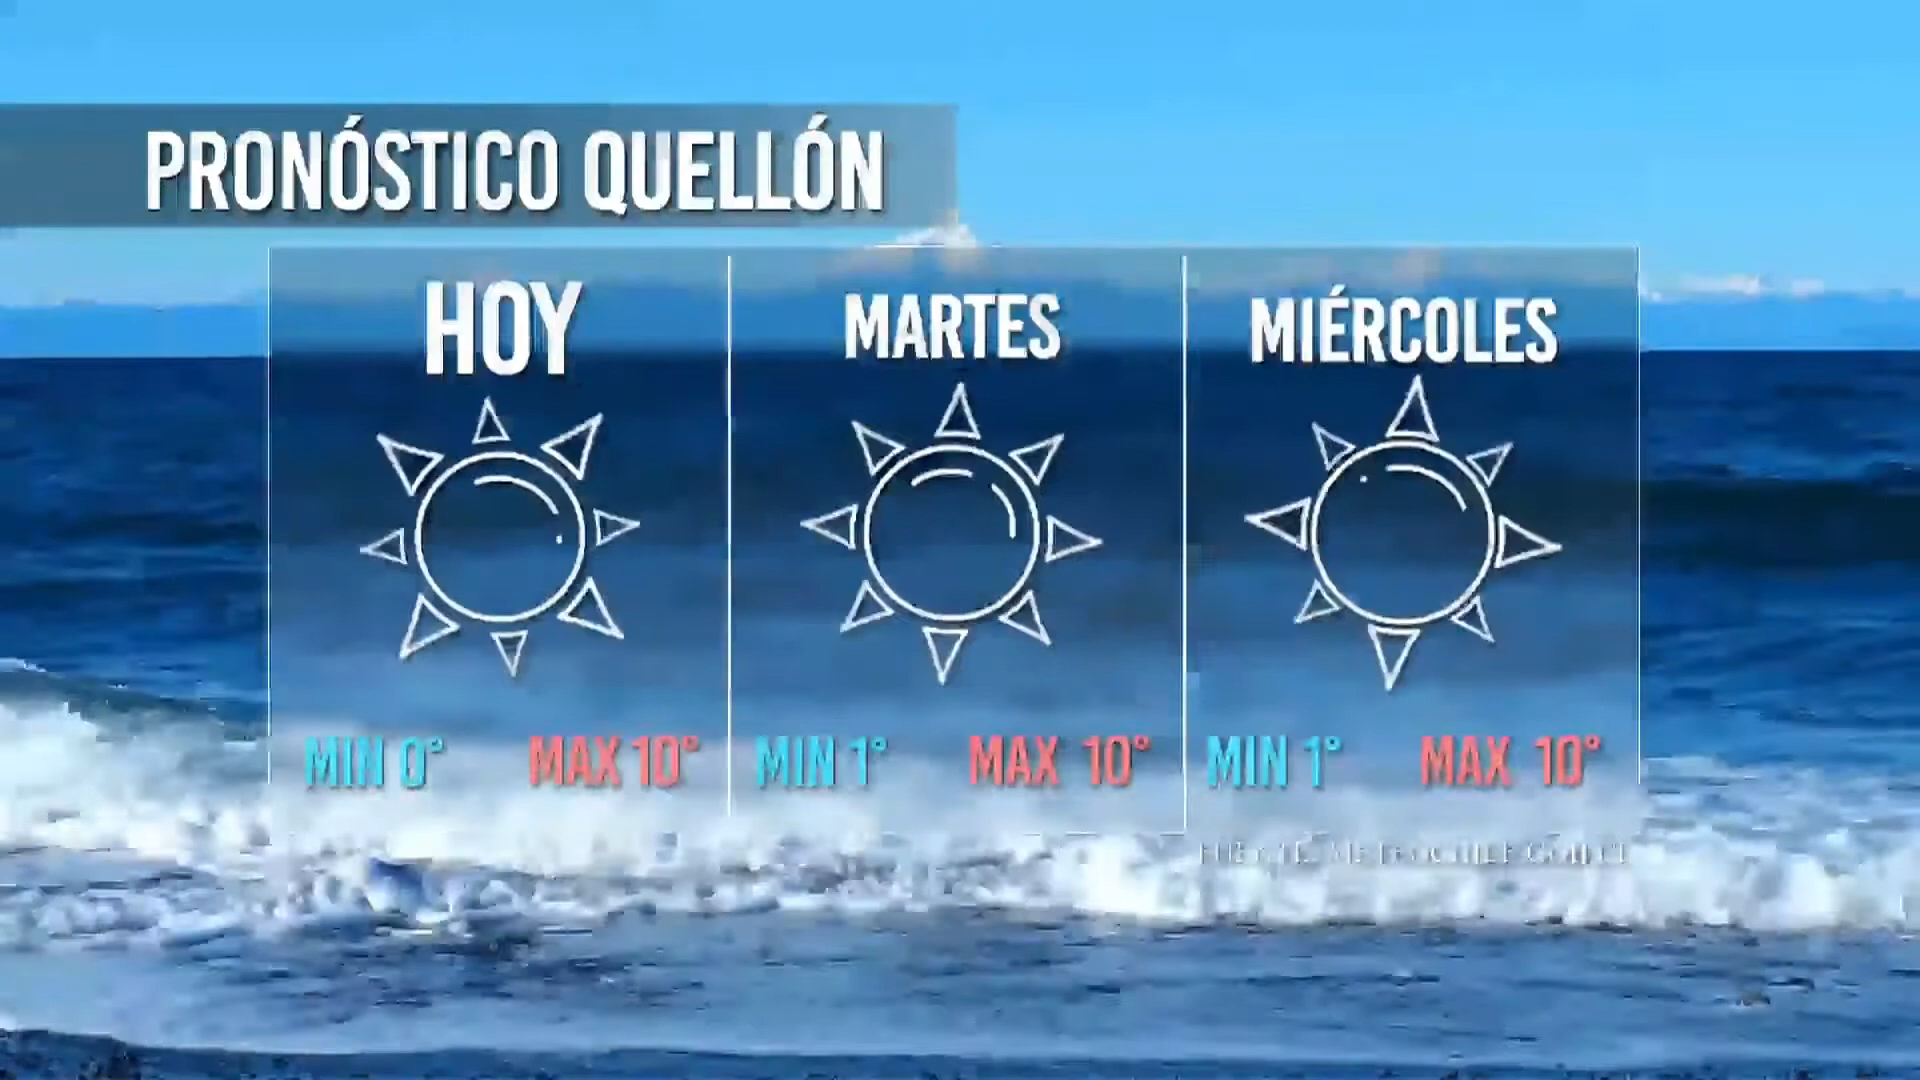 PRONÓSTICO QUELLÓN
HOY
MARTES
MIÉRCOLES
MIN 0° MAX 10°
MIN 1° MAX 10°
MIN 1° MAX 10°